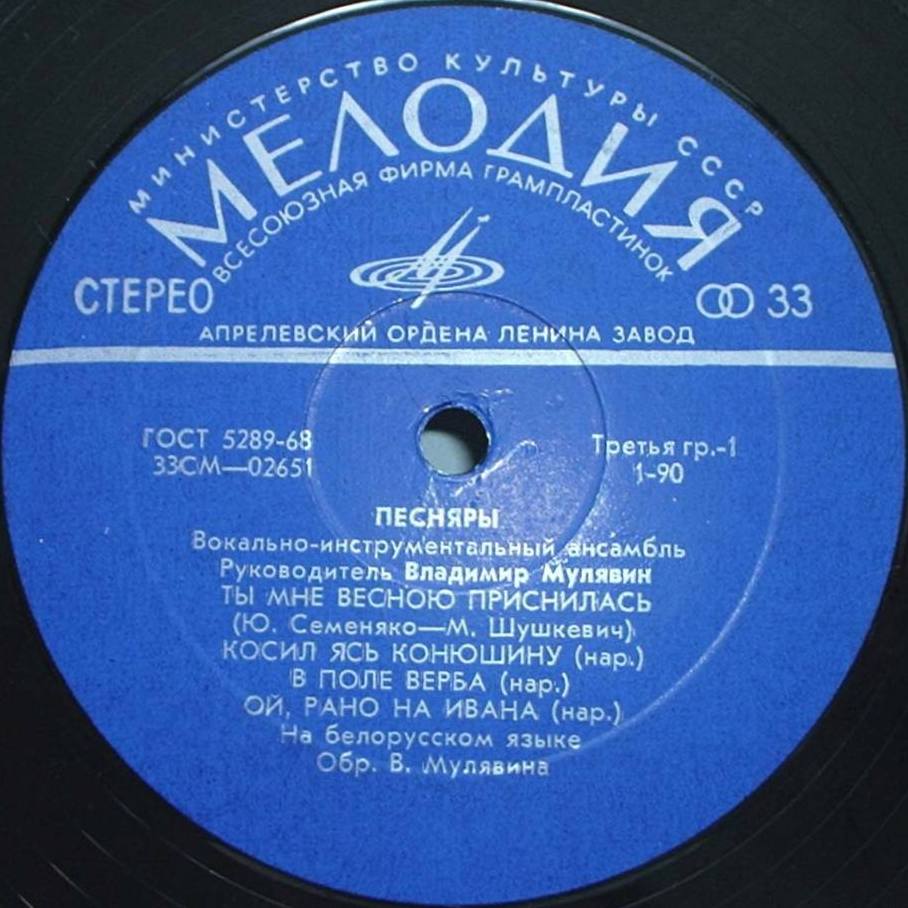 МИНИСТЕРСТВО КУЛЬТУРЫ СССР
МЕЛОДИЯ
ВСЕСОЮЗНАЯ ФИРМА ГРАМПЛАСТИНОК
СТЕРЕО
33
АПРЕЛЕВСКИЙ ОРДЕНА ЛЕНИНА ЗАВОД
ГОСТ 5289-68
Третья гр.-1
33СМ—02651
1-90
ПЕСНЯРЫ
Вокально-инструментальный ансамбль
Руководитель Владимир Мулявин
ТЫ МНЕ ВЕСНОЮ ПРИСНИЛАСЬ
(Ю. Семеняко—М. Шушкевич)
КОСИЛ ЯСЬ КОНЮШИНУ (нар.)
В ПОЛЕ ВЕРБА (нар.)
ОЙ, РАНО НА ИВАНА (нар.)
На белорусском языке
Обр. В. Мулявина